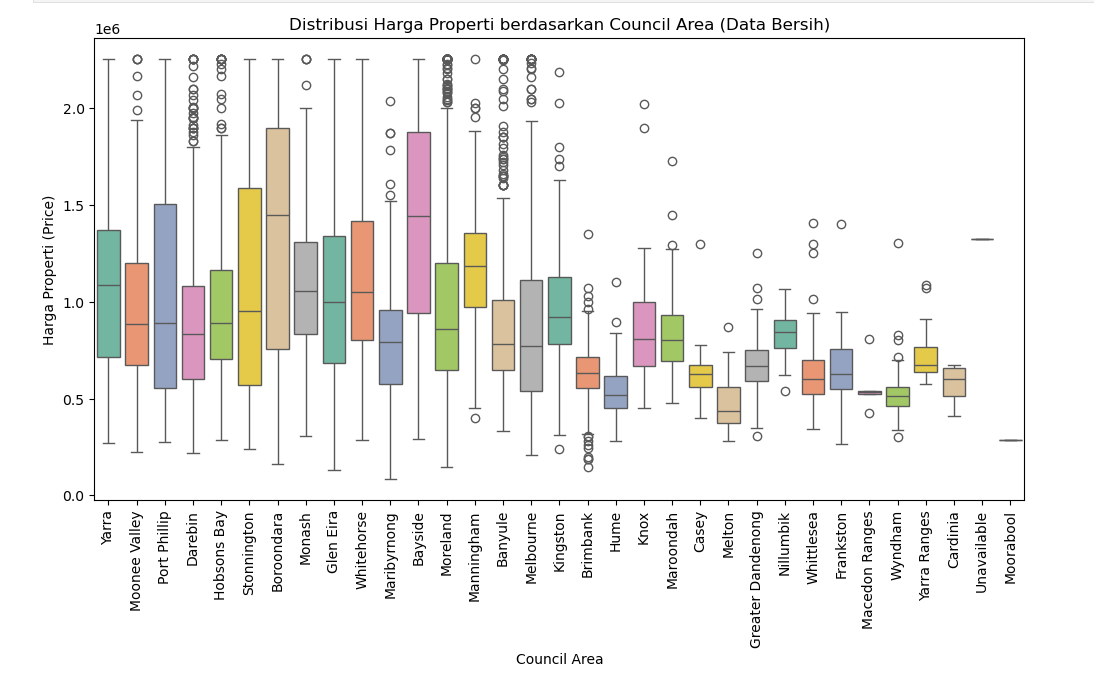 Distribusi Harga Properti berdasarkan Council Area (Data Bersih)
1e6
2.0
1.5
1.0
0.5
0.0
Harga Properti (Price)
Yarra
Moonee Valley
Port Phillip
Darebin
Hobsons Bay
Stonnington
Boroondara
Monash
Glen Eira
Whitehorse
Maribyrnong
Bayside
Moreland
Manningham
Banyule
Melbourne
Kingston
Brimbank
Hume
Knox
Maroondah
Casey
Melton
Greater Dandenong
Nillumbik
Whittlesea
Frankston
Macedon Ranges
Wyndham
Yarra Ranges
Cardinia
Unavailable
Moorabool
Council Area